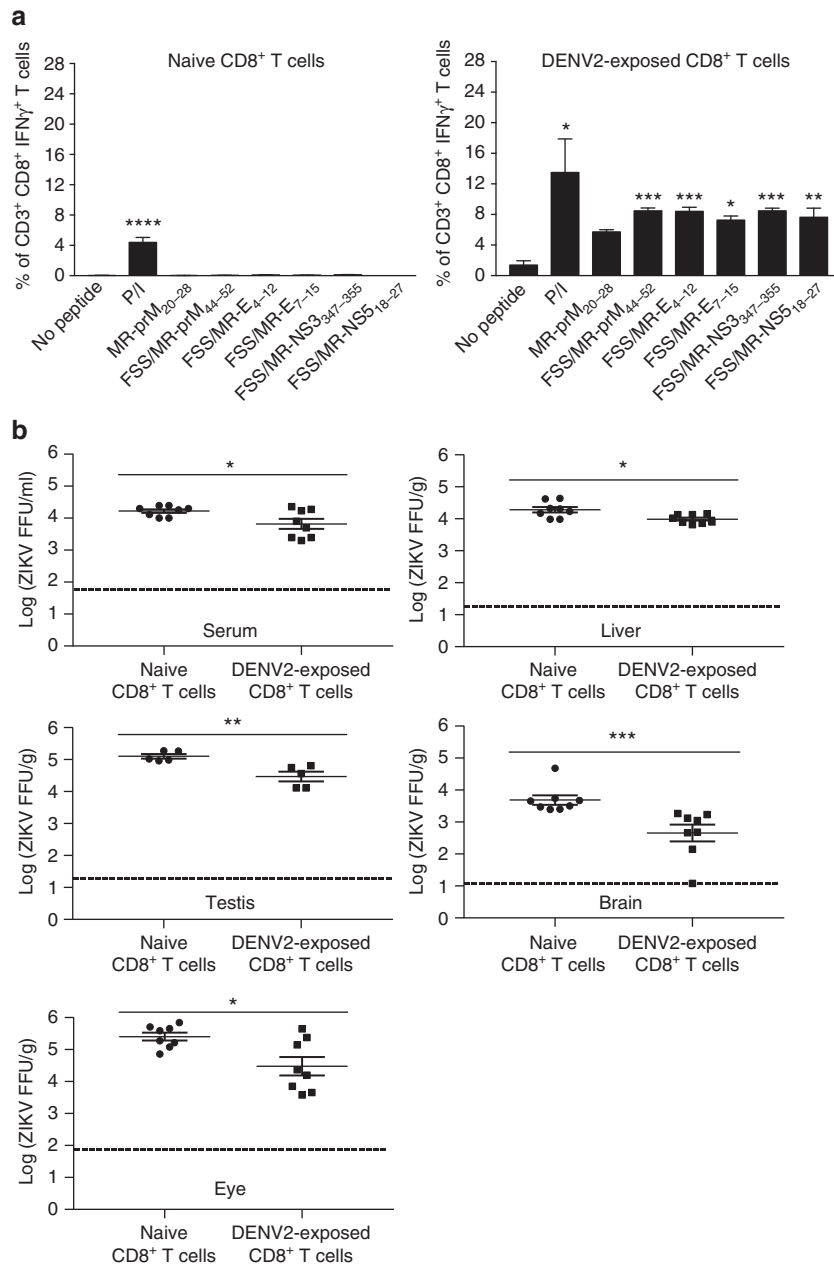 a
Naive CD8⁺ T cells
% of CD3⁺ CD8⁺ IFNγ⁺ T cells
28
24
20
16
12
8
4
0
****
No peptide
P/I
MR-prM₂₀₋₂₈
FSS/MR-prM₄₄₋₅₂
FSS/MR-E₄₋₁₂
FSS/MR-E₇₋₁₅
FSS/MR-NS3₃₄₇₋₃₅₅
FSS/MR-NS5₁₈₋₂₇
DENV2-exposed CD8⁺ T cells
% of CD3⁺ CD8⁺ IFNγ⁺ T cells
28
24
20
16
12
8
4
0
*
***
***
*
***
**
No peptide
P/I
MR-prM₂₀₋₂₈
FSS/MR-prM₄₄₋₅₂
FSS/MR-E₄₋₁₂
FSS/MR-E₇₋₁₅
FSS/MR-NS3₃₄₇₋₃₅₅
FSS/MR-NS5₁₈₋₂₇
b
Log (ZIKV FFU/ml)
6
5
4
3
2
1
0
*
Serum
Naive
CD8⁺ T cells
DENV2-exposed
CD8⁺ T cells
Log (ZIKV FFU/g)
6
5
4
3
2
1
0
*
Liver
Naive
CD8⁺ T cells
DENV2-exposed
CD8⁺ T cells
Log (ZIKV FFU/g)
6
5
4
3
2
1
0
**
Testis
Naive
CD8⁺ T cells
DENV2-exposed
CD8⁺ T cells
Log (ZIKV FFU/g)
6
5
4
3
2
1
0
***
Brain
Naive
CD8⁺ T cells
DENV2-exposed
CD8⁺ T cells
Log (ZIKV FFU/g)
6
5
4
3
2
1
0
*
Eye
Naive
CD8⁺ T cells
DENV2-exposed
CD8⁺ T cells